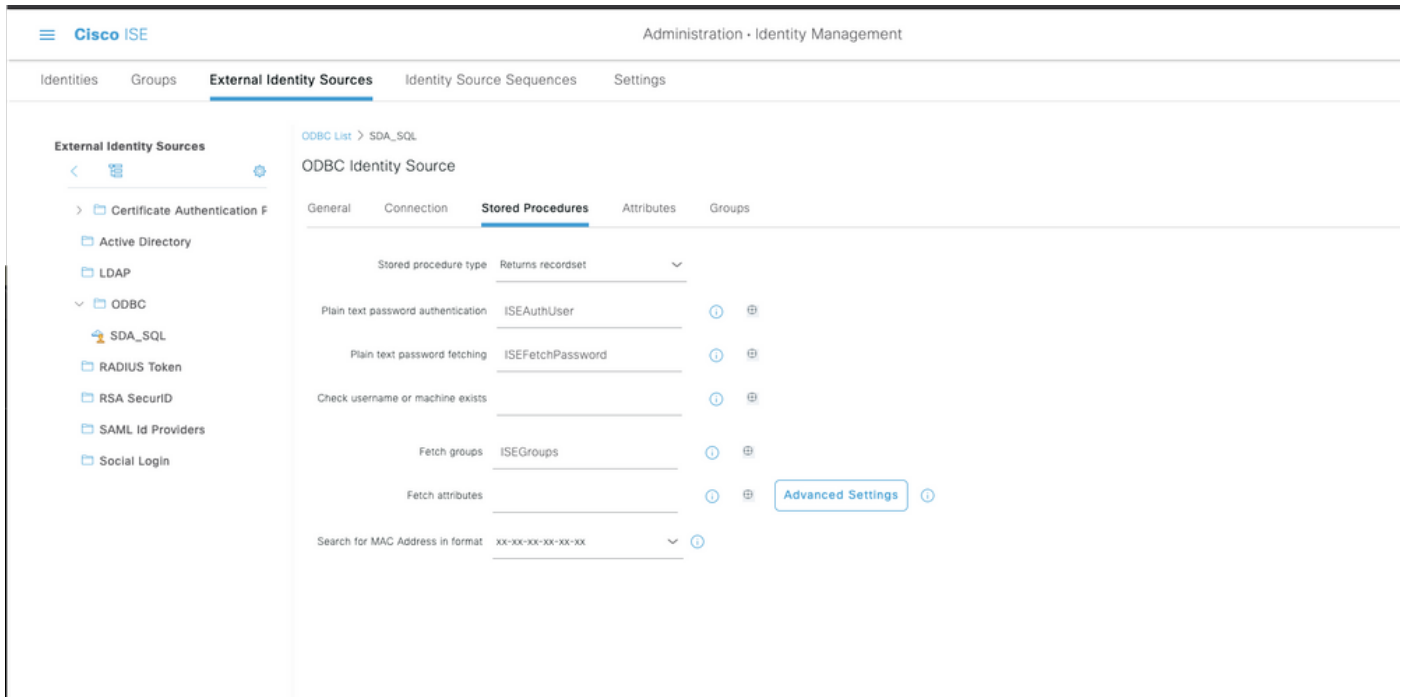 Cisco ISE
Administration · Identity Management
Identities Groups External Identity Sources Identity Source Sequences Settings
External Identity Sources
Certificate Authentication F
Active Directory
LDAP
ODBC
SDA_SQL
RADIUS Token
RSA SecurID
SAML Id Providers
Social Login
ODBC List > SDA_SQL
ODBC Identity Source
General Connection Stored Procedures Attributes Groups
Stored procedure type Returns recordset
Plain text password authentication ISEAuthUser
Plain text password fetching ISEFetchPassword
Check username or machine exists
Fetch groups ISEGroups
Fetch attributes Advanced Settings
Search for MAC Address in format xx-xx-xx-xx-xx-xx